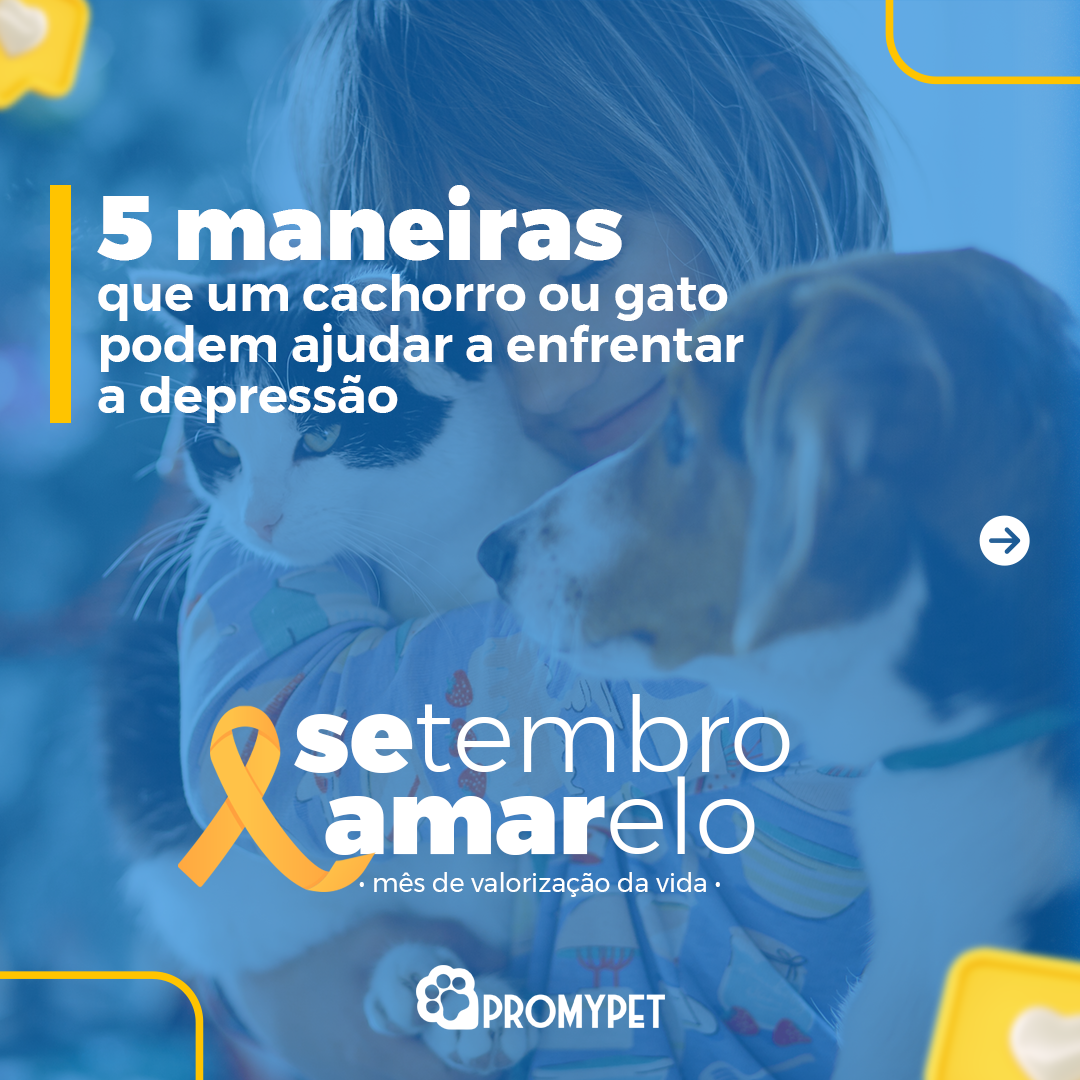 5 maneiras
que um cachorro ou gato
podem ajudar a enfrentar
a depressão
setembro
amarelo
• mês de valorização da vida •
PROMYPET